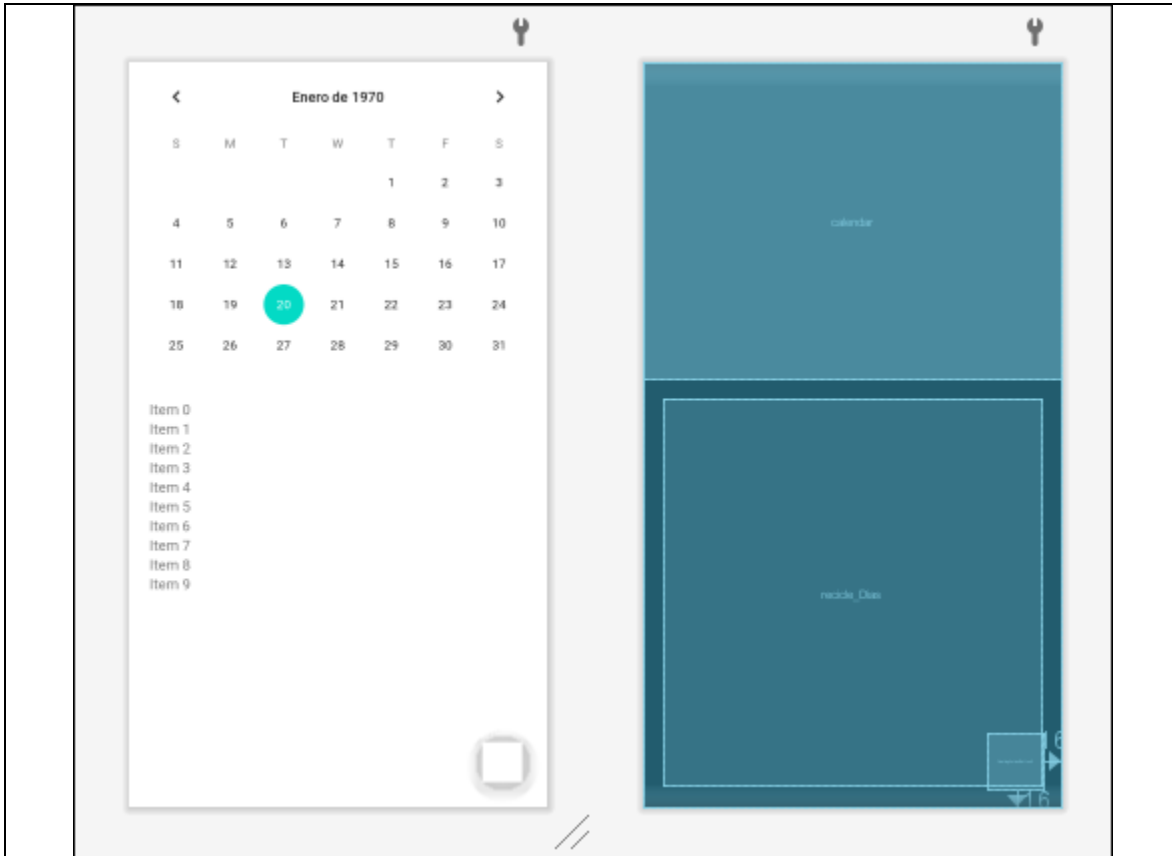 Enero de 1970
S M T W T F S
1 2 3
4 5 6 7 8 9 10
11 12 13 14 15 16 17
18 19 20 21 22 23 24
25 26 27 28 29 30 31
Item 0
Item 1
Item 2
Item 3
Item 4
Item 5
Item 6
Item 7
Item 8
Item 9
calendar
recicle_Dias
16
16